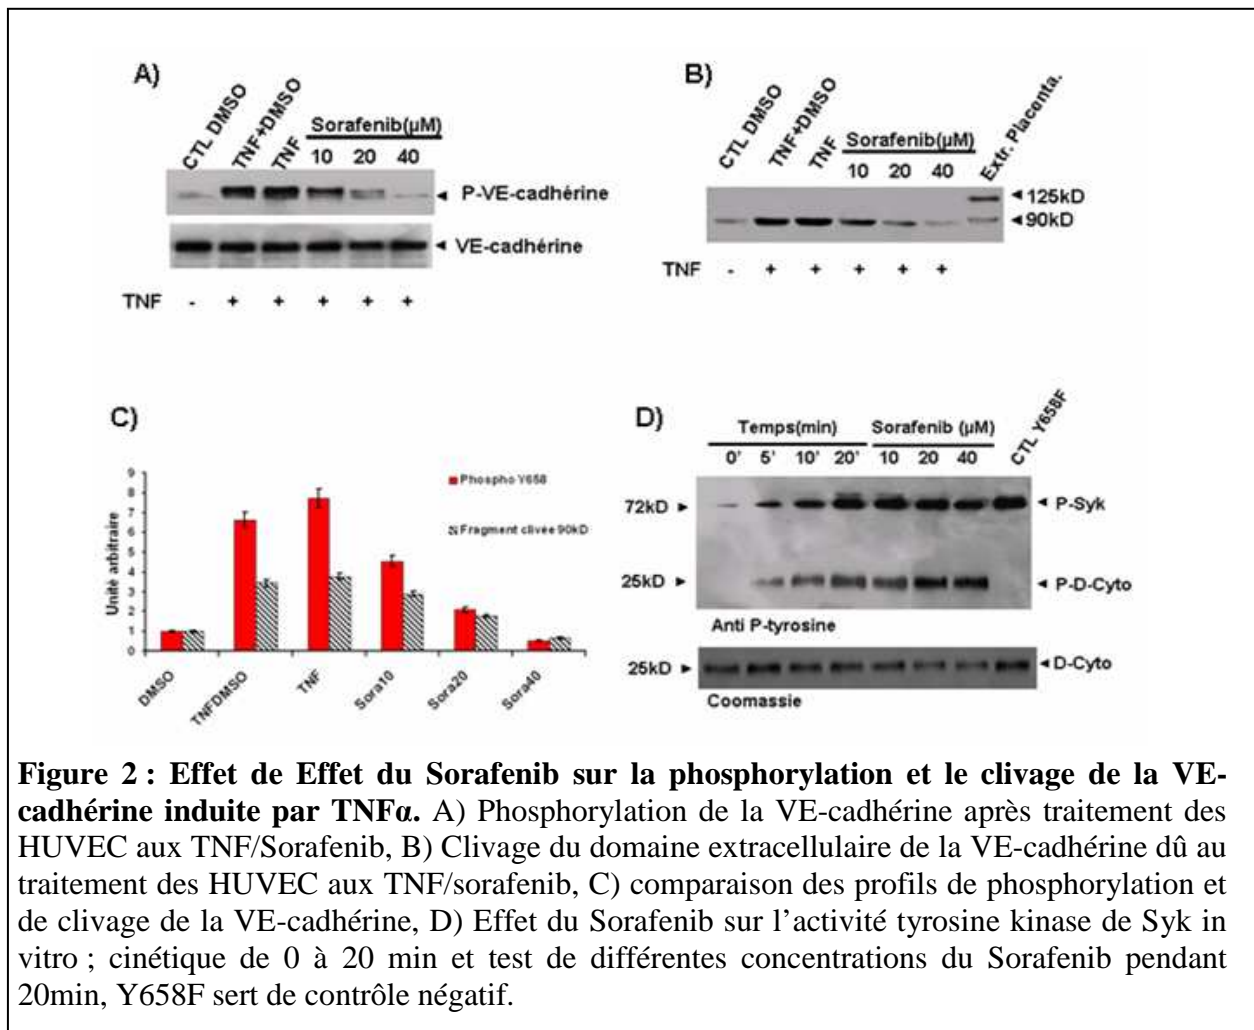 A)
CTL DMSO
TNF+DMSO
TNF
Sorafenib(µM)
10 20 40
P-VE-cadhérine
VE-cadhérine
TNF - + + + + +
B)
CTL DMSO
TNF+DMSO
TNF
Sorafenib(µM)
10 20 40
Extr. Placenta.
125kD
90kD
TNF - + + + + +
C)
Unité arbitraire
9
8
7
6
5
4
3
2
1
0
Phospho Y658
Fragment clivée 90kD
DMSO
TNFDMSO
TNF
Sora10
Sora20
Sora40
D)
Temps(min) Sorafenib (µM)
0' 5' 10' 20' 10 20 40
CTL Y658F
72kD
P-Syk
25kD
P-D-Cyto
Anti P-tyrosine
25kD
D-Cyto
Coomassie
Figure 2 : Effet de Effet du Sorafenib sur la phosphorylation et le clivage de la VE-
cadhérine induite par TNFα. A) Phosphorylation de la VE-cadhérine après traitement des
HUVEC aux TNF/Sorafenib, B) Clivage du domaine extracellulaire de la VE-cadhérine dû au
traitement des HUVEC aux TNF/sorafenib, C) comparaison des profils de phosphorylation et
de clivage de la VE-cadhérine, D) Effet du Sorafenib sur l’activité tyrosine kinase de Syk in
vitro ; cinétique de 0 à 20 min et test de différentes concentrations du Sorafenib pendant
20min, Y658F sert de contrôle négatif.